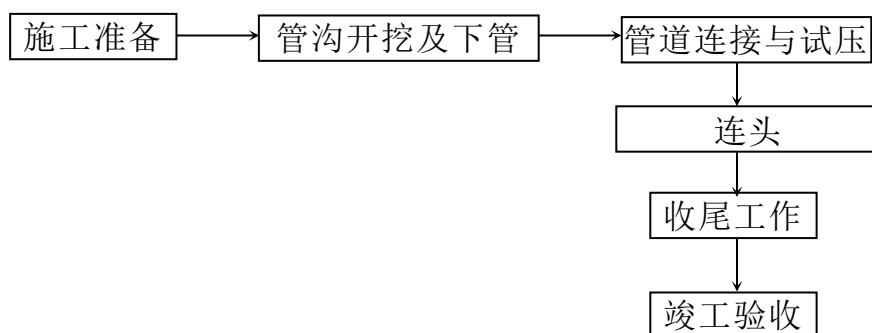 施工准备
管沟开挖及下管
管道连接与试压
连头
收尾工作
竣工验收